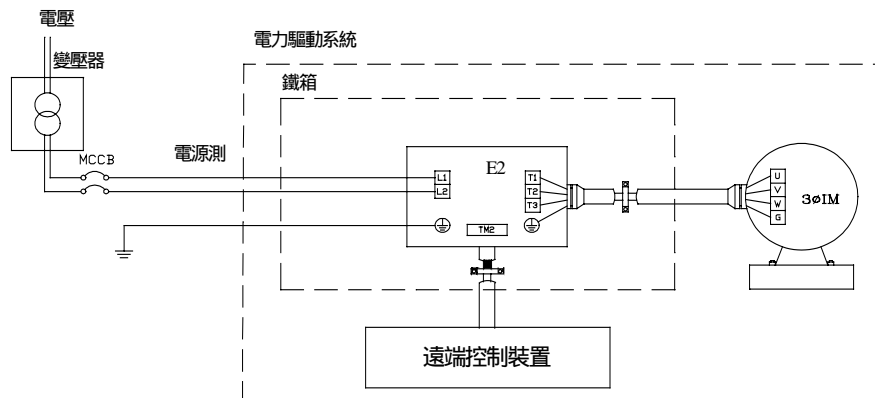 電壓
變壓器
電力驅動系統
鐵箱
MCCB
電源測
E2
L1
L2
T1
T2
T3
TM2
U
V
W
G
3øIM
遠端控制裝置